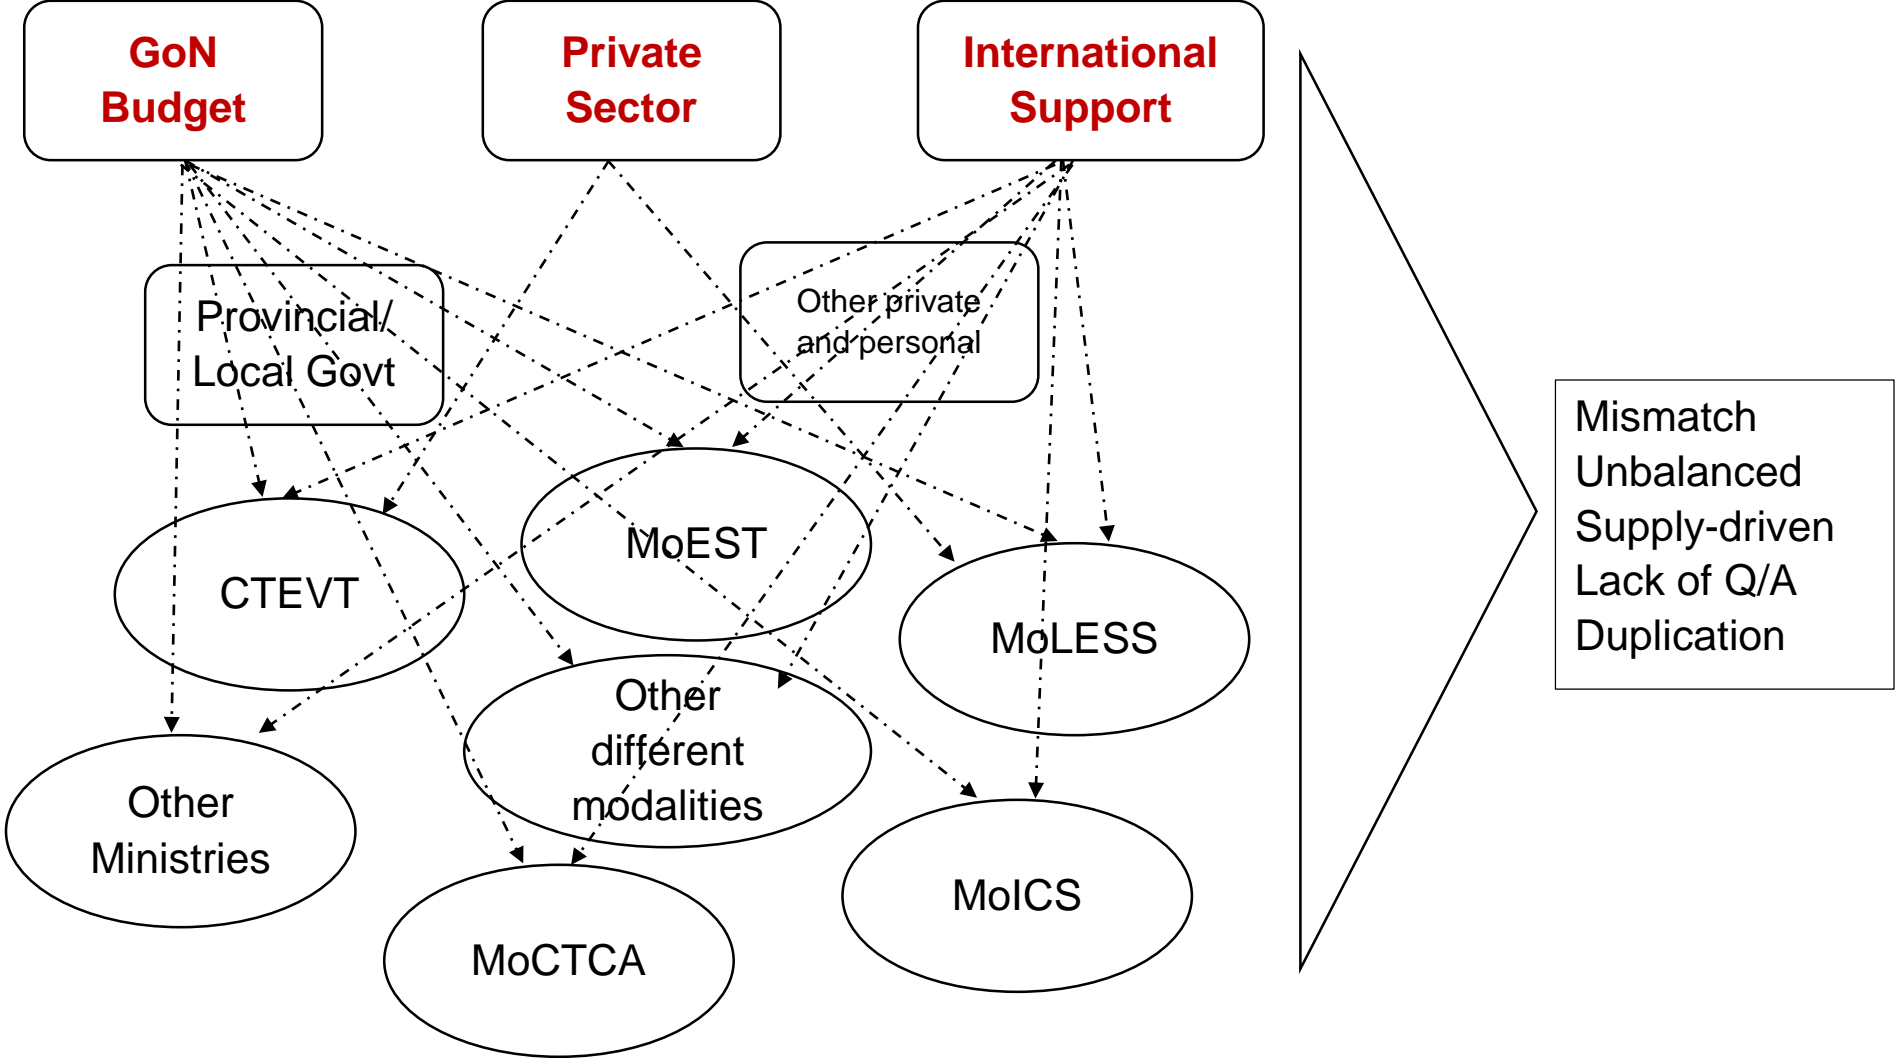 GoN
Budget
Private
Sector
International
Support
Provincial/
Local Govt
Other private
and personal
CTEVT
MoEST
MoLESS
Other
different
modalities
Other
Ministries
MoCTCA
MoICS
Mismatch
Unbalanced
Supply-driven
Lack of Q/A
Duplication